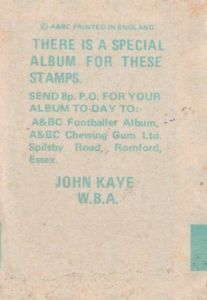 © A&BC PRINTED IN ENGLAND
THERE IS A SPECIAL
ALBUM FOR THESE
STAMPS.
SEND 8p. P.O. FOR YOUR
ALBUM TO-DAY TO:-
A&BC Footballer Album,
A&BC Chewing Gum Ltd.
Spilsby Road, Romford,
Essex.
JOHN KAYE
W.B.A.